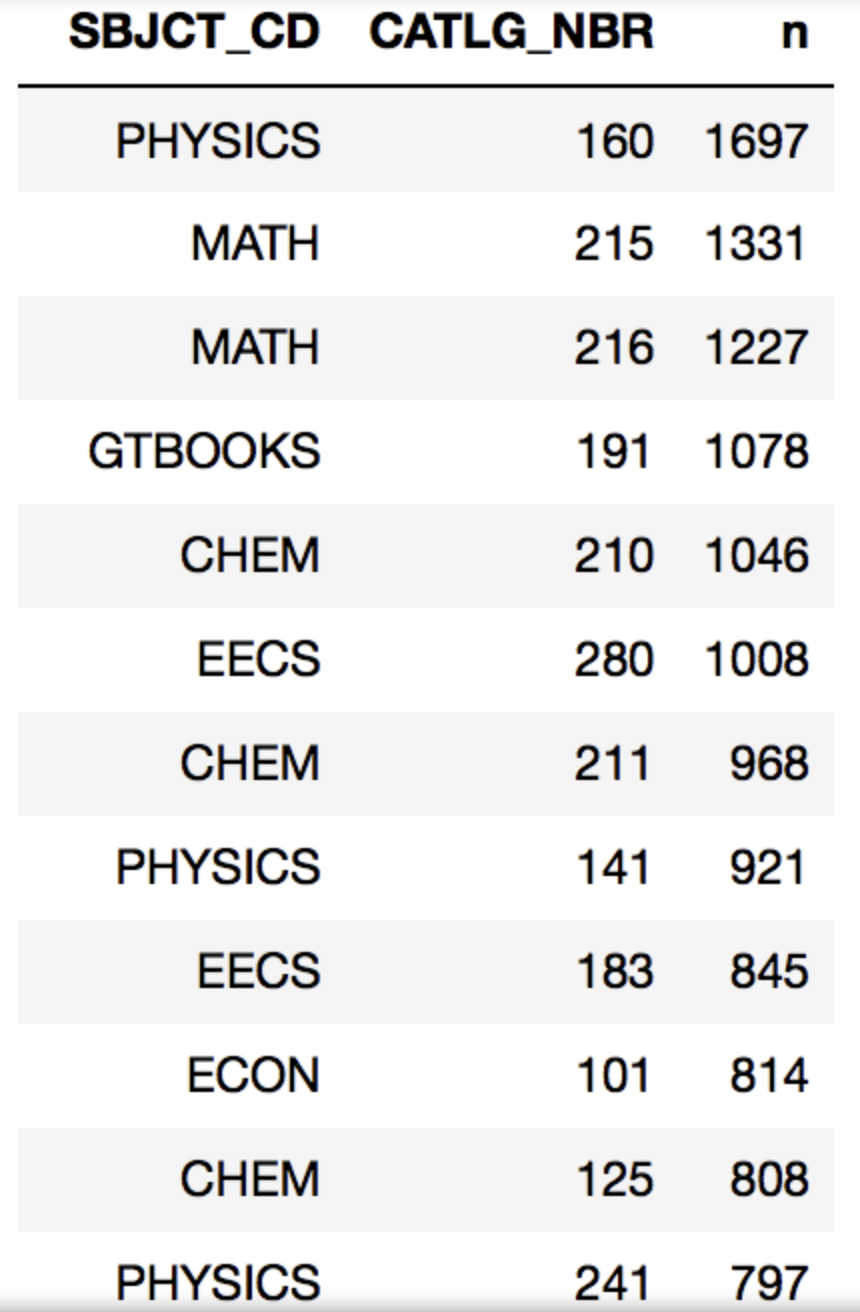 SBJCT_CD CATLG_NBR n
PHYSICS 160 1697
MATH 215 1331
MATH 216 1227
GTBOOKS 191 1078
CHEM 210 1046
EECS 280 1008
CHEM 211 968
PHYSICS 141 921
EECS 183 845
ECON 101 814
CHEM 125 808
PHYSICS 241 797